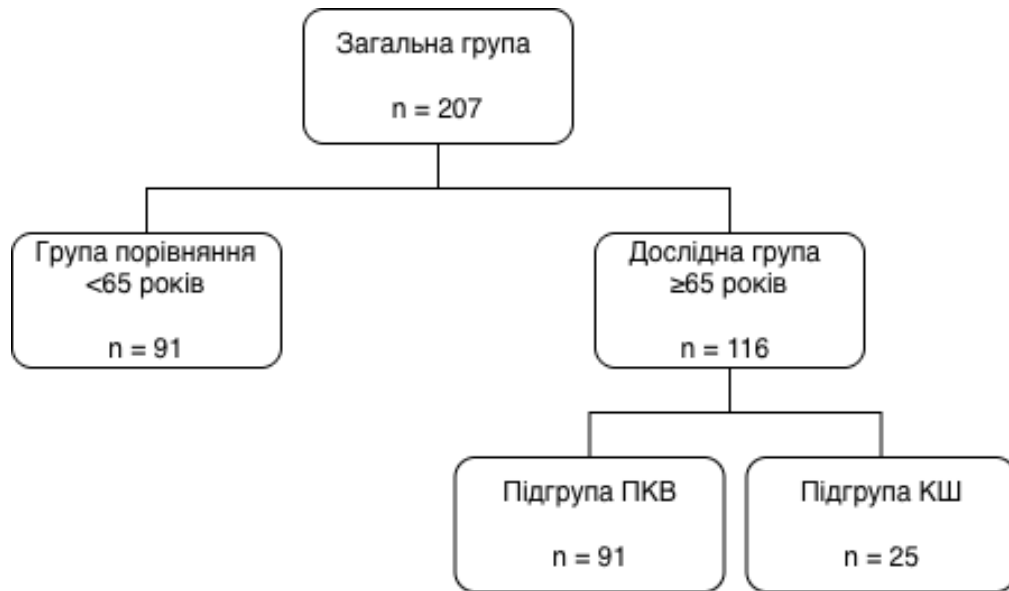 Загальна група
n = 207
Група порівняння
<65 років
n = 91
Дослідна група
≥65 років
n = 116
Підгрупа ПКВ
n = 91
Підгрупа КШ
n = 25